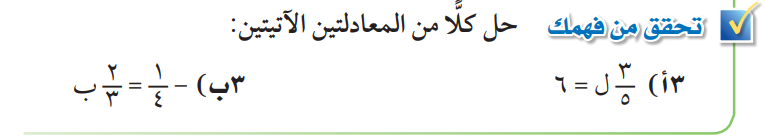 تحقق من فهمك حل كلًّا من المعادلتين الآتيتين:
٣أ) ٣/٥ ل = ٦ ٣ب) – ١/٤ = ٢/٣ ب